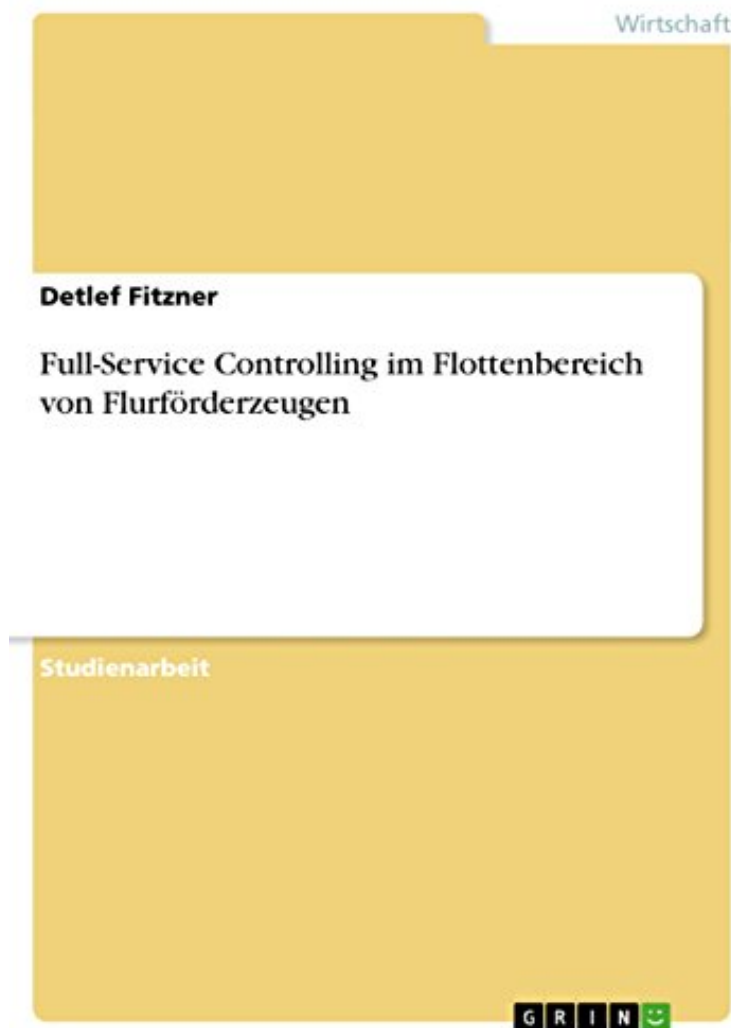 Wirtschaft
Detlef Fitzner
Full-Service Controlling im Flottenbereich
von Flurförderzeugen
Studienarbeit
GRIN